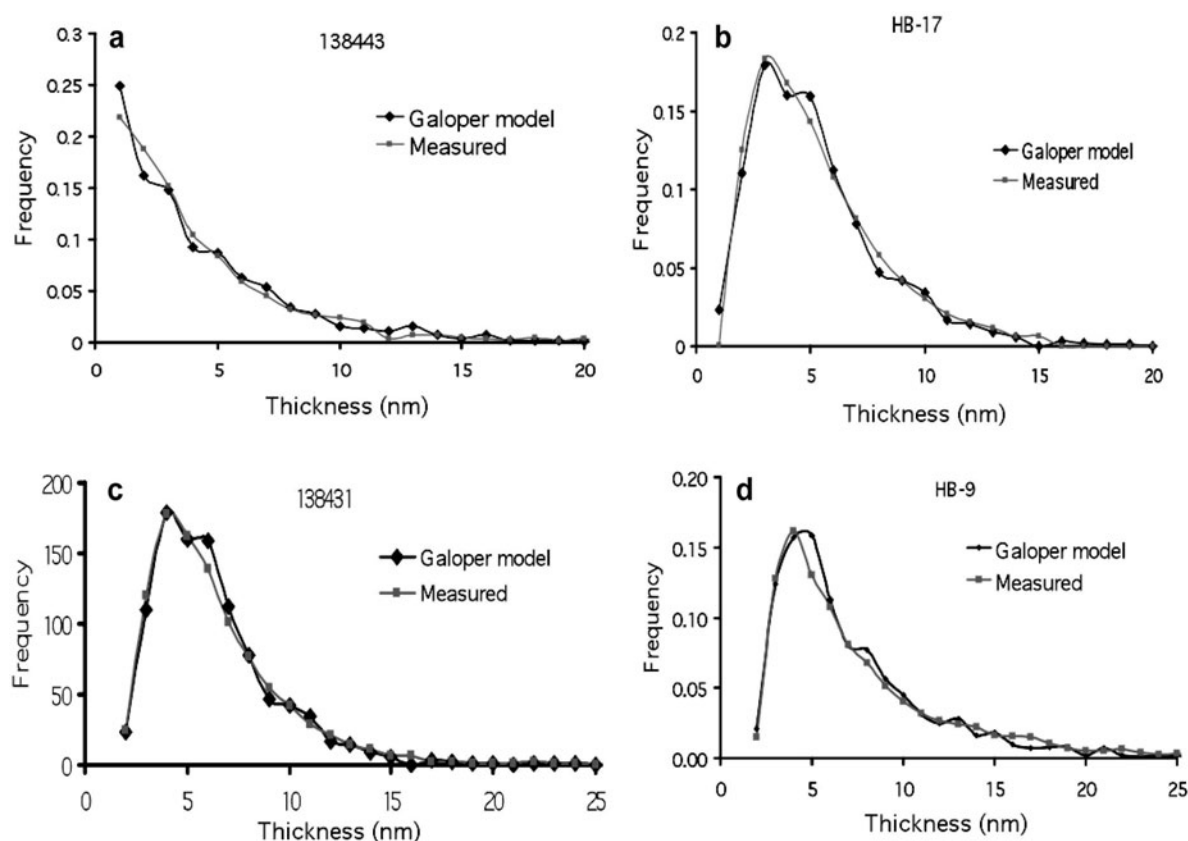 a
138443
0.3
0.25
0.2
0.15
0.1
0.05
0
Frequency
Galoper model
Measured
0 5 10 15 20
Thickness (nm)
b
HB-17
0.2
0.15
0.1
0.05
0
Frequency
Galoper model
Measured
0 5 10 15 20
Thickness (nm)
c
138431
200
150
100
50
0
Frequency
Galoper model
Measured
0 5 10 15 20 25
Thickness (nm)
d
HB-9
0.20
0.15
0.10
0.05
0.00
Frequency
Galoper model
Measured
0 5 10 15 20 25
Thickness (nm)